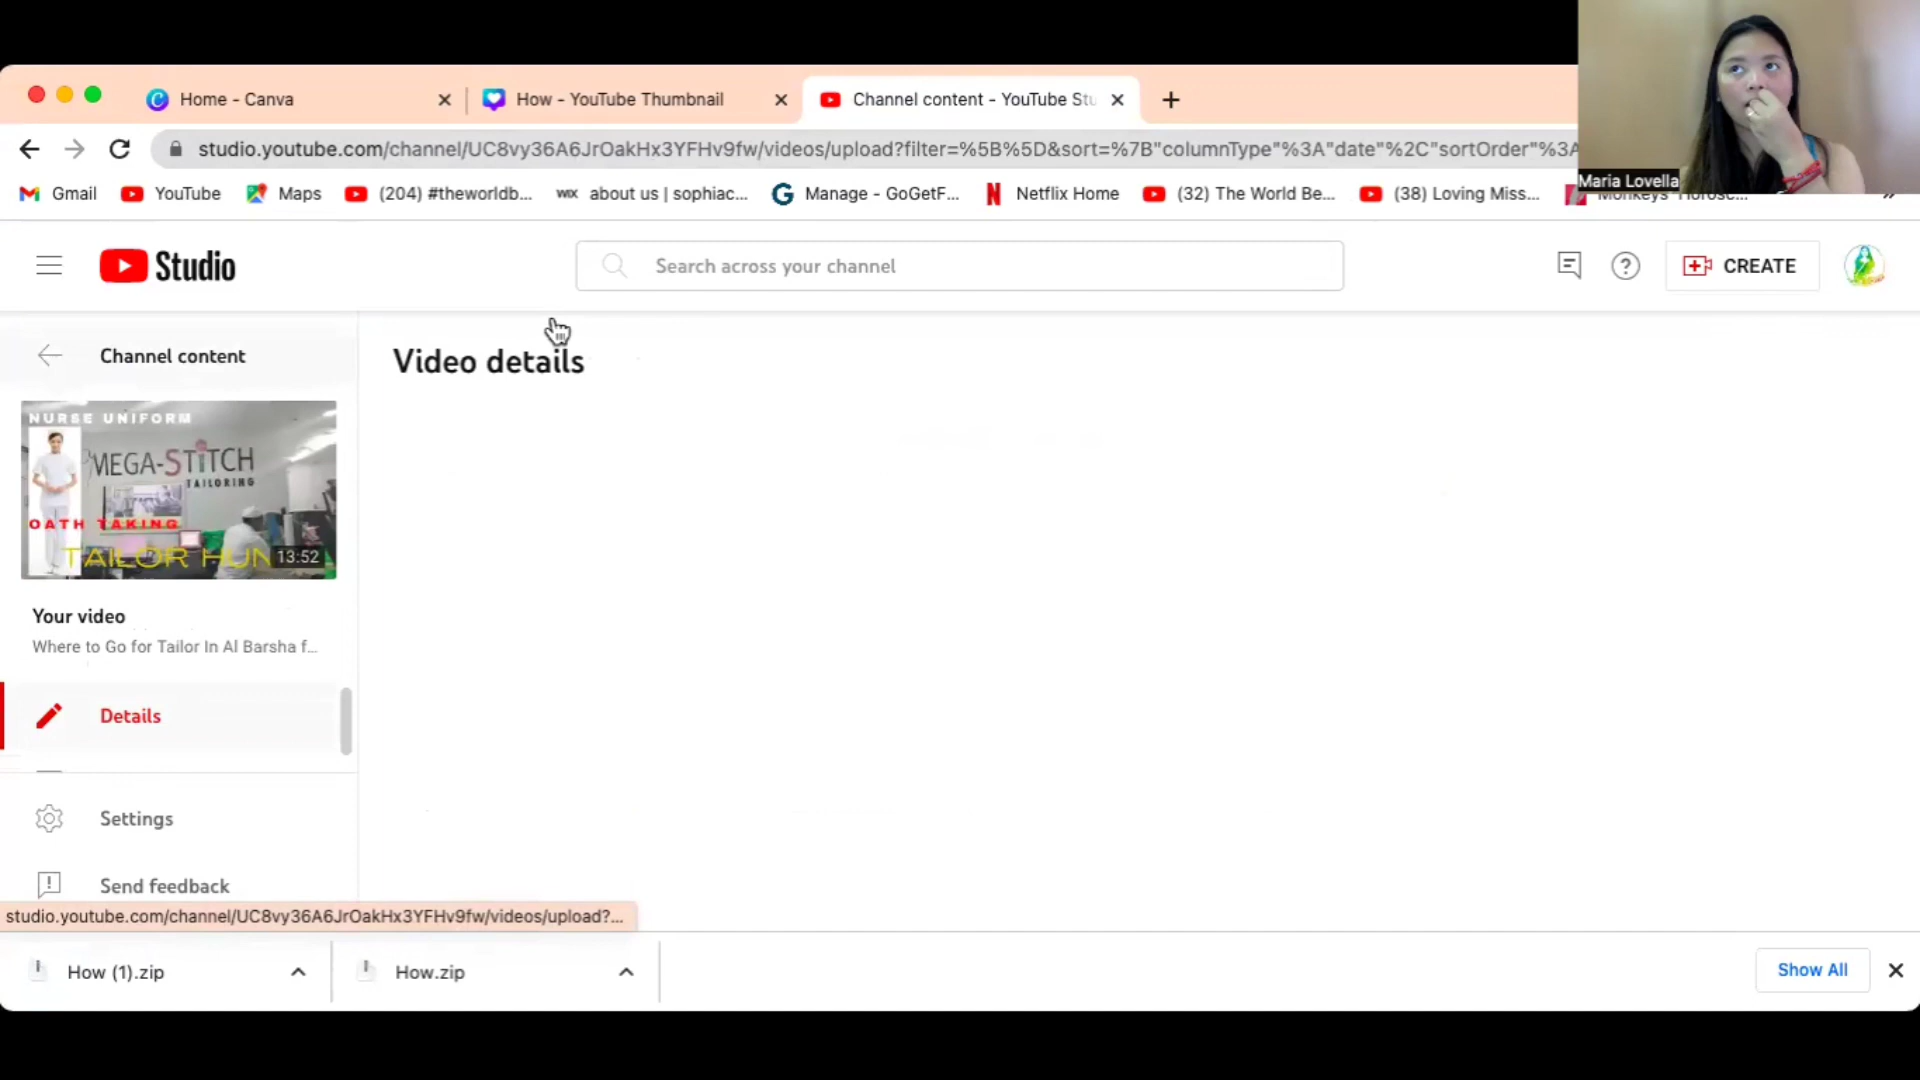 Home - Canva
How - YouTube Thumbnail
Channel content - YouTube Stu
studio.youtube.com/channel/UC8vy36A6JrOakHx3YFHv9fw/videos/upload?filter=%5B%5D&sort=%7B"columnType"%3A"date"%2C"sortOrder"%3A
Maria Lovella
Gmail
YouTube
Maps
(204) #theworldb...
WIX about us | sophiac...
Manage - GoGetF...
Netflix Home
(32) The World Be...
(38) Loving Miss...
Studio
Search across your channel
CREATE
Channel content
Video details
NURSE UNIFORM
MEGA-STiTCH
TAILORING
OATH TAKING
TAILOR HUN
13:52
Your video
Where to Go for Tailor In Al Barsha f...
Details
Settings
Send feedback
studio.youtube.com/channel/UC8vy36A6JrOakHx3YFHv9fw/videos/upload?...
How (1).zip
How.zip
Show All